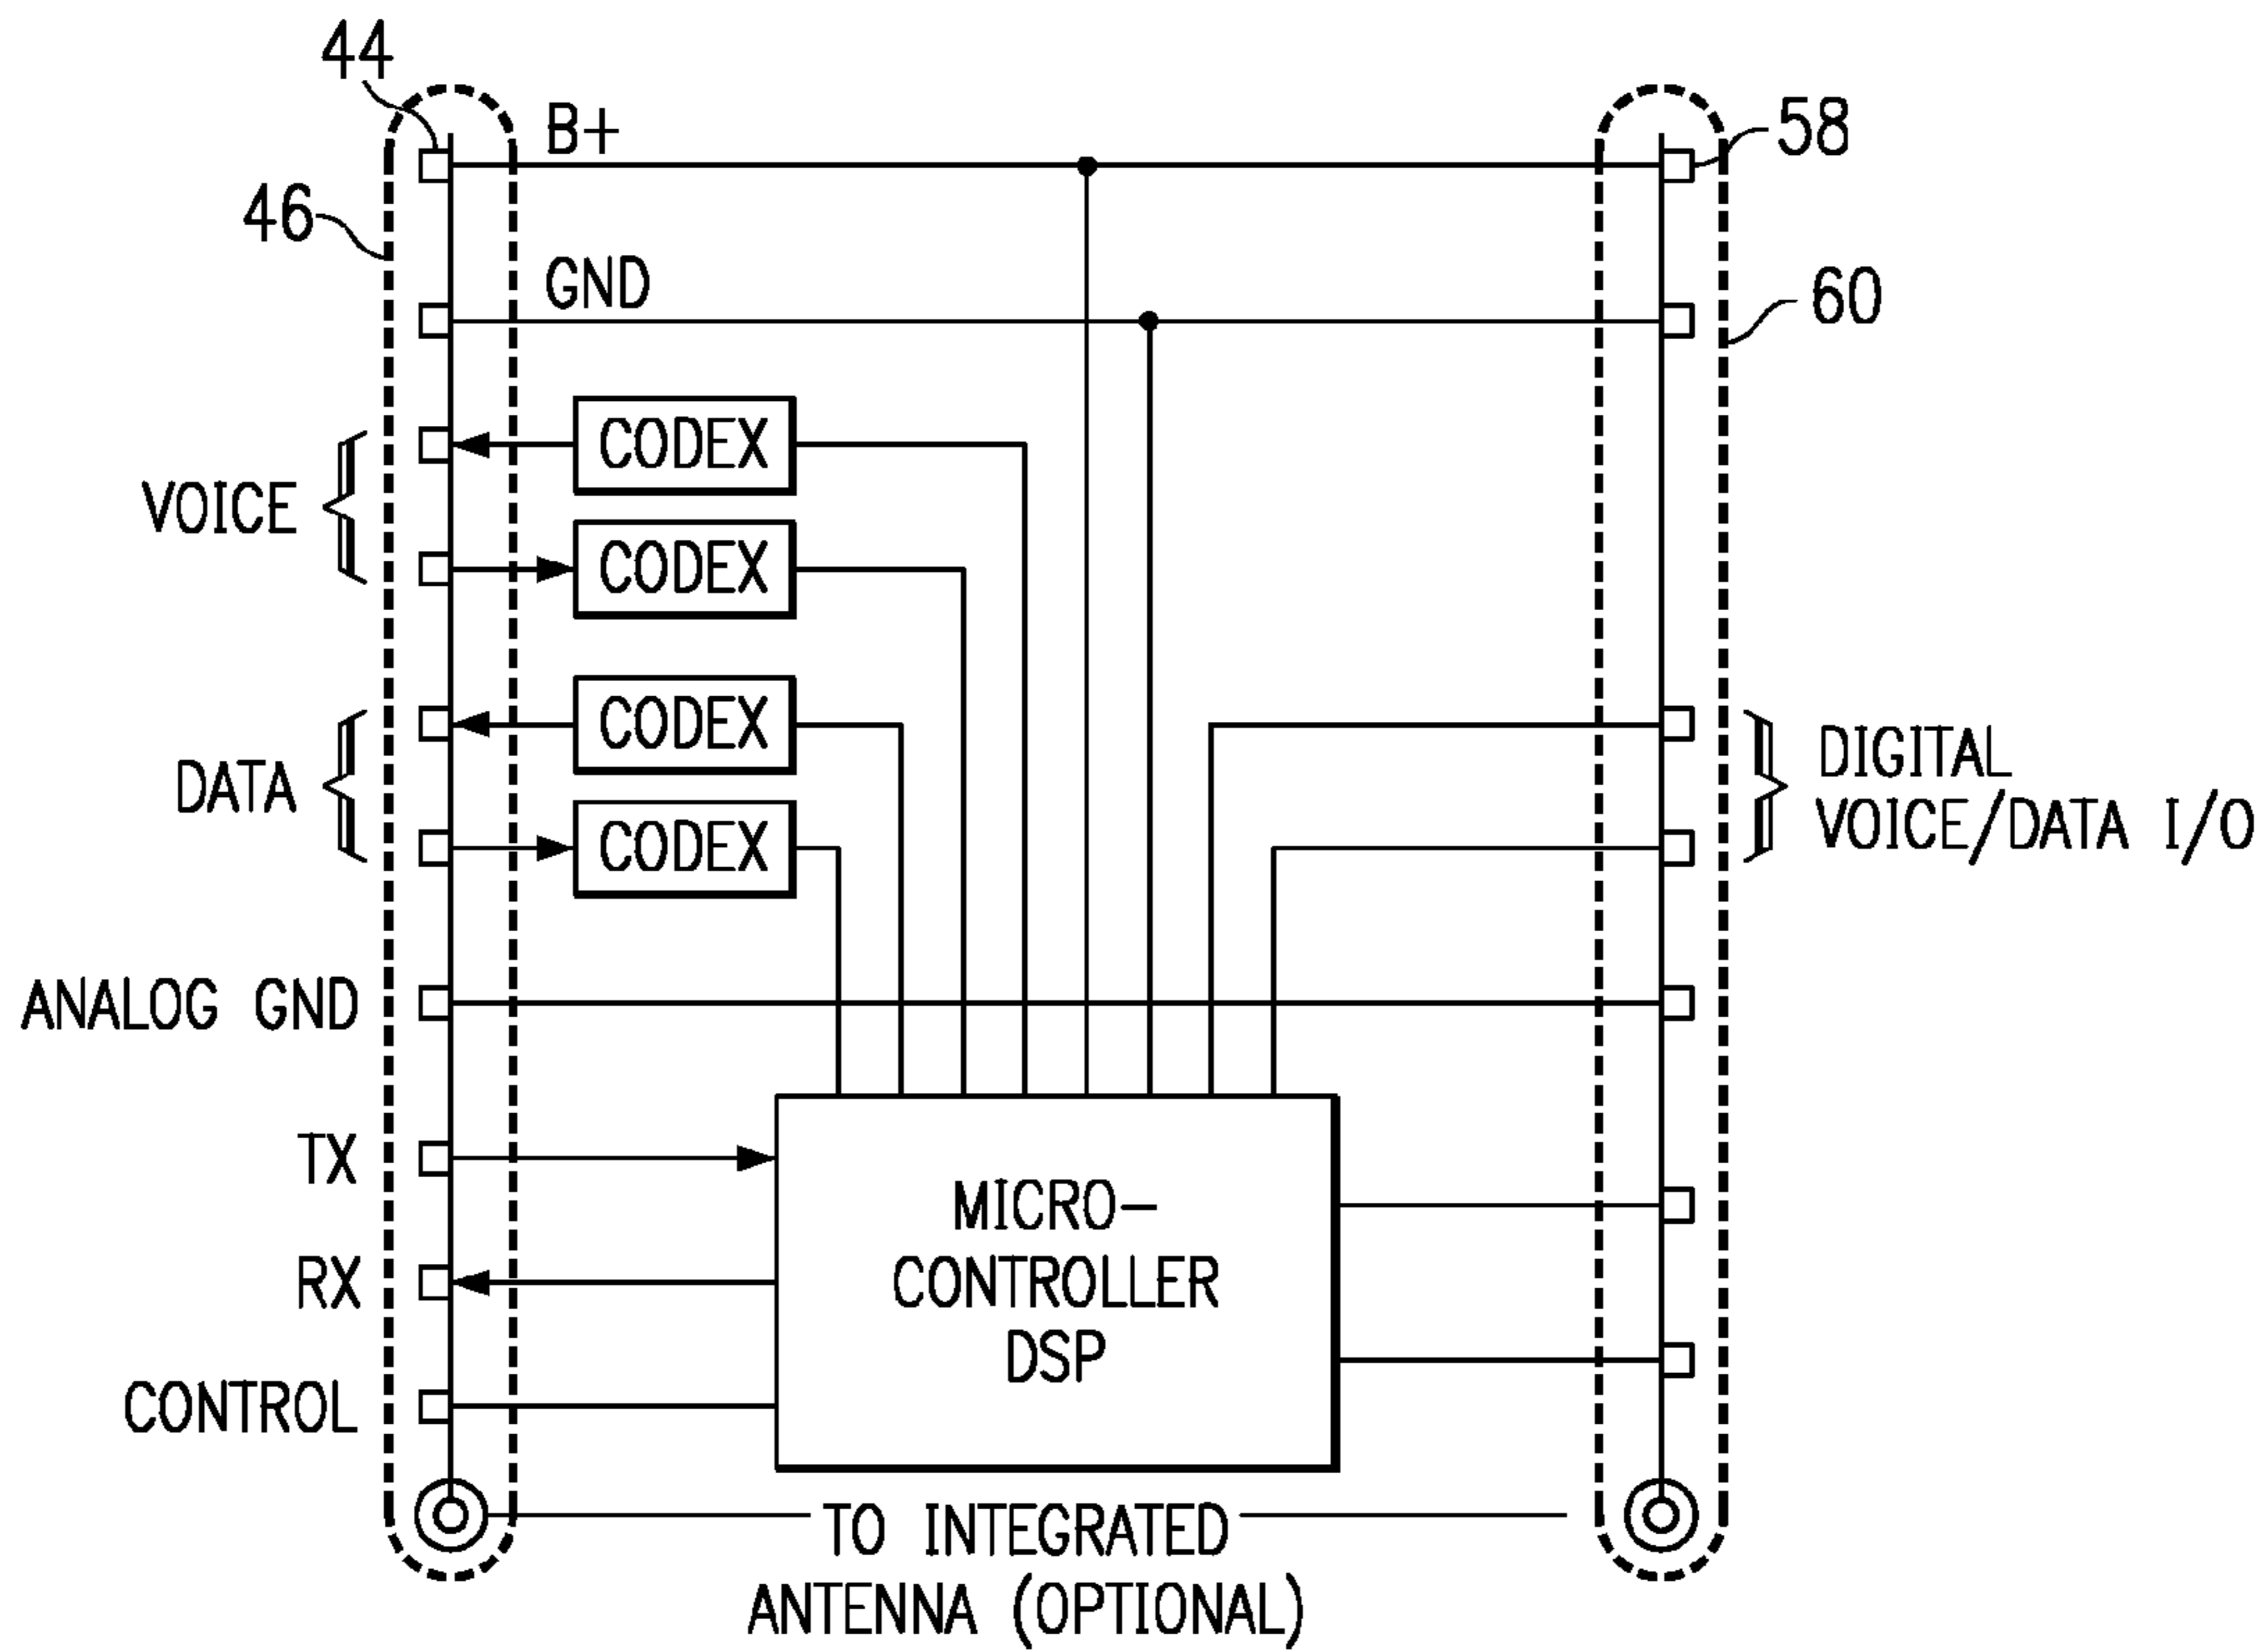 44
B+
58
46
GND
60
CODEX
VOICE
CODEX
CODEX
DATA
CODEX
DIGITAL
VOICE/DATA I/O
ANALOG GND
TX
RX
CONTROL
MICRO-
CONTROLLER
DSP
TO INTEGRATED
ANTENNA (OPTIONAL)